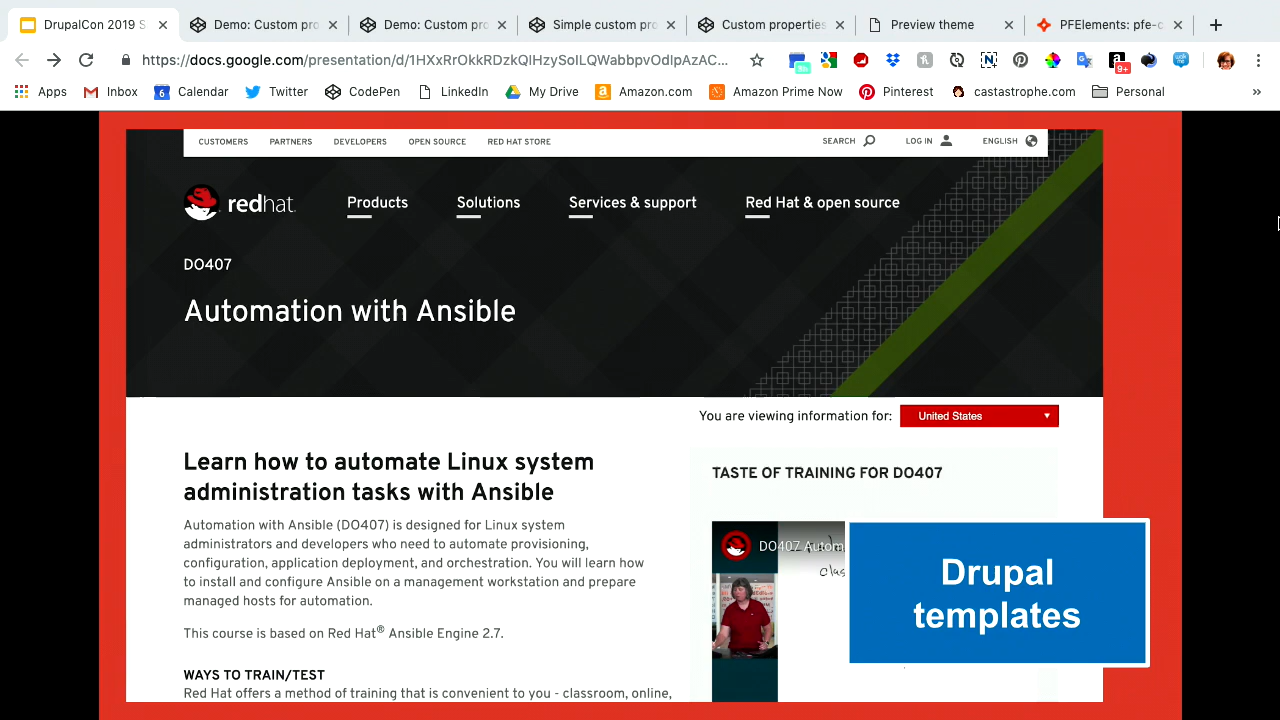 DrupalCon 2019 S
Demo: Custom pro
Demo: Custom pro
Simple custom pro
Custom properties
Preview theme
PFElements: pfe-c
https://docs.google.com/presentation/d/1HXxRrOkkRDzkQIHzySoILQWabbpvOdIpAzAC...
9+
Apps
Inbox
6
Calendar
Twitter
CodePen
LinkedIn
My Drive
Amazon.com
Amazon Prime Now
Pinterest
castastrophe.com
Personal
»
CUSTOMERS
PARTNERS
DEVELOPERS
OPEN SOURCE
RED HAT STORE
SEARCH
LOG IN
ENGLISH
redhat.
Products
Solutions
Services & support
Red Hat & open source
DO407
Automation with Ansible
You are viewing information for:
United States
Learn how to automate Linux system
administration tasks with Ansible
Automation with Ansible (DO407) is designed for Linux system
administrators and developers who need to automate provisioning,
configuration, application deployment, and orchestration. You will learn how
to install and configure Ansible on a management workstation and prepare
managed hosts for automation.
This course is based on Red Hat® Ansible Engine 2.7.
WAYS TO TRAIN/TEST
Red Hat offers a method of training that is convenient to you - classroom, online,
TASTE OF TRAINING FOR DO407
DO407 Autom
clas
Drupal
templates